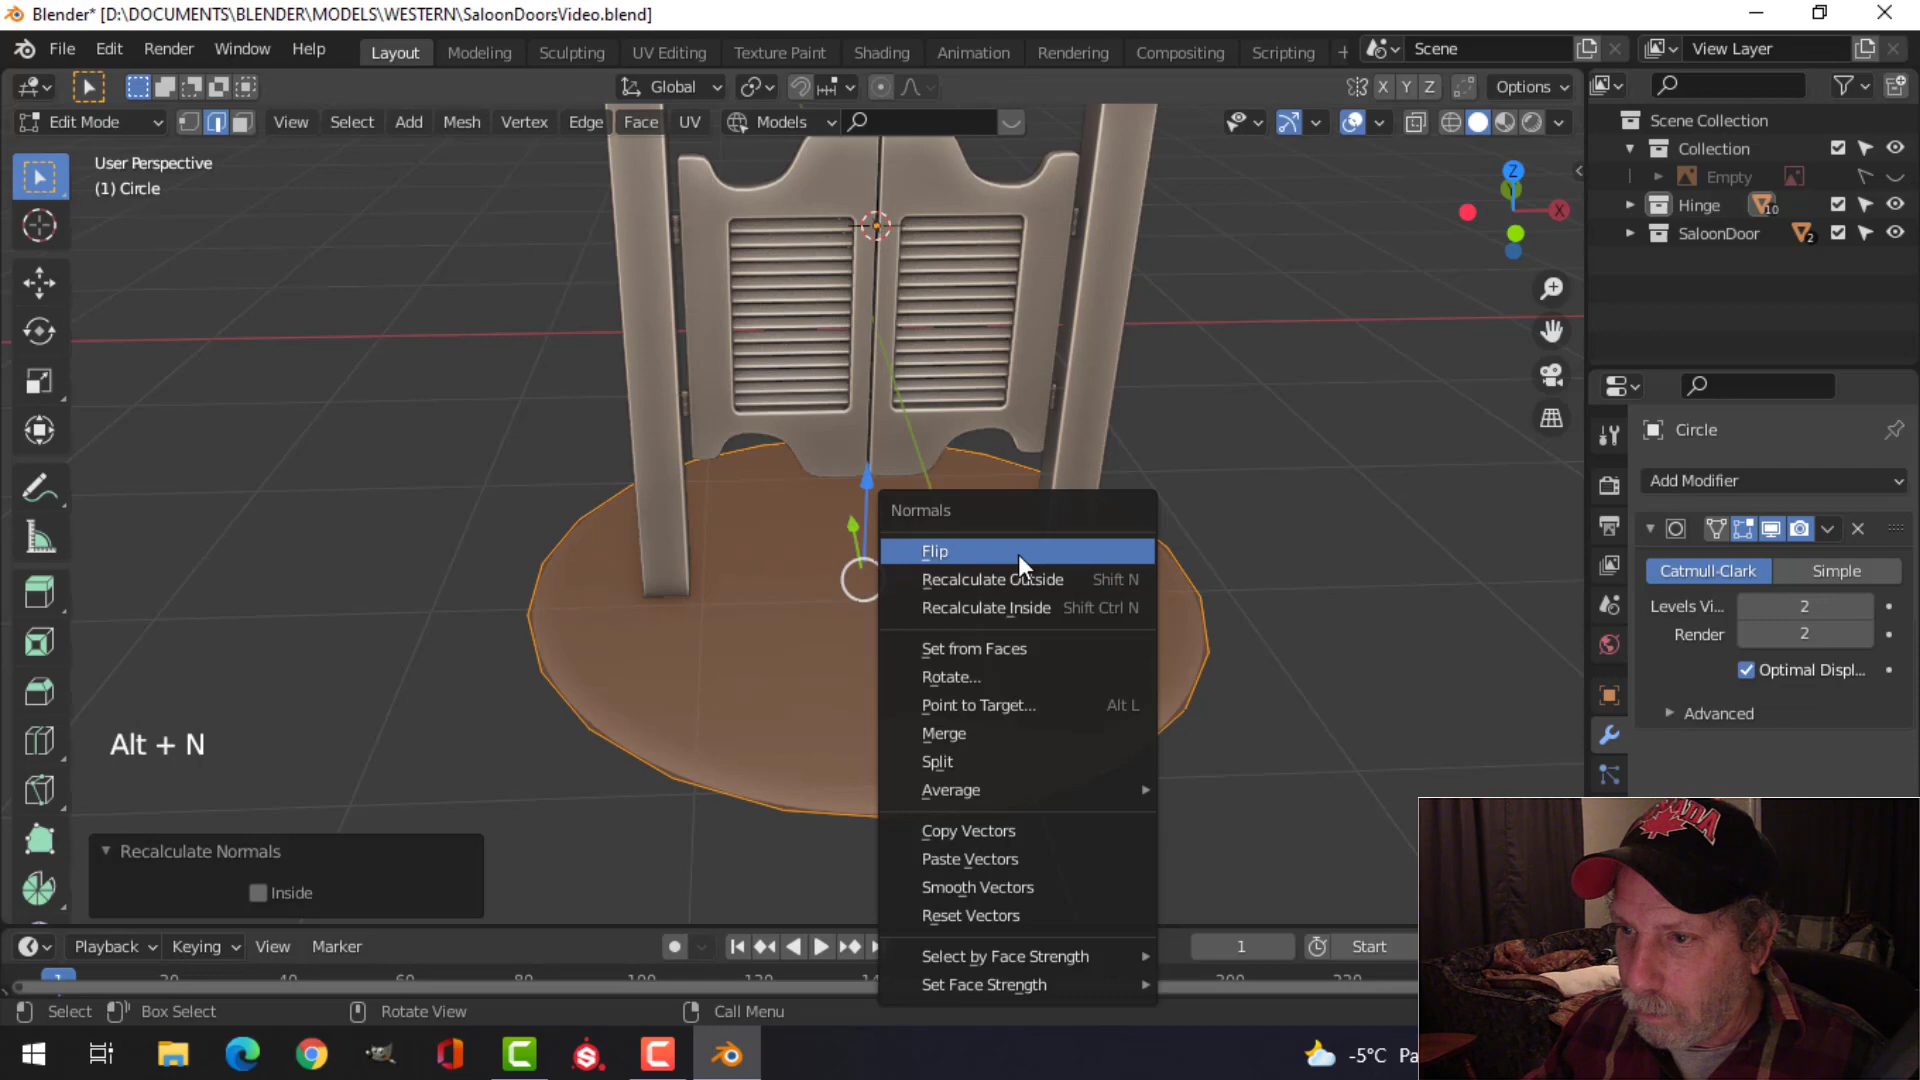 Blender* [D:\DOCUMENTS\BLENDER\MODELS\WESTERN\SaloonDoorsVideo.blend]
File Edit Render Window Help Layout Modeling Sculpting UV Editing Texture Paint Shading Animation Rendering Compositing Scripting + Scene View Layer
Global X Y Z Options
Edit Mode View Select Add Mesh Vertex Edge Face UV Models
User Perspective
(1) Circle
Scene Collection
Collection
Empty
Hinge 10
SaloonDoor 2
Z
X
Circle
Add Modifier
Catmull-Clark Simple
Levels Vi... 2
Render 2
Optimal Displ...
Advanced
Normals
Flip
Recalculate Outside Shift N
Recalculate Inside Shift Ctrl N
Set from Faces
Rotate...
Point to Target... Alt L
Merge
Split
Average
Copy Vectors
Paste Vectors
Smooth Vectors
Reset Vectors
Select by Face Strength
Set Face Strength
Alt + N
Recalculate Normals
Inside
CANADA
Playback Keying View Marker 1 Start
1
Select Box Select Rotate View Call Menu
-5°C